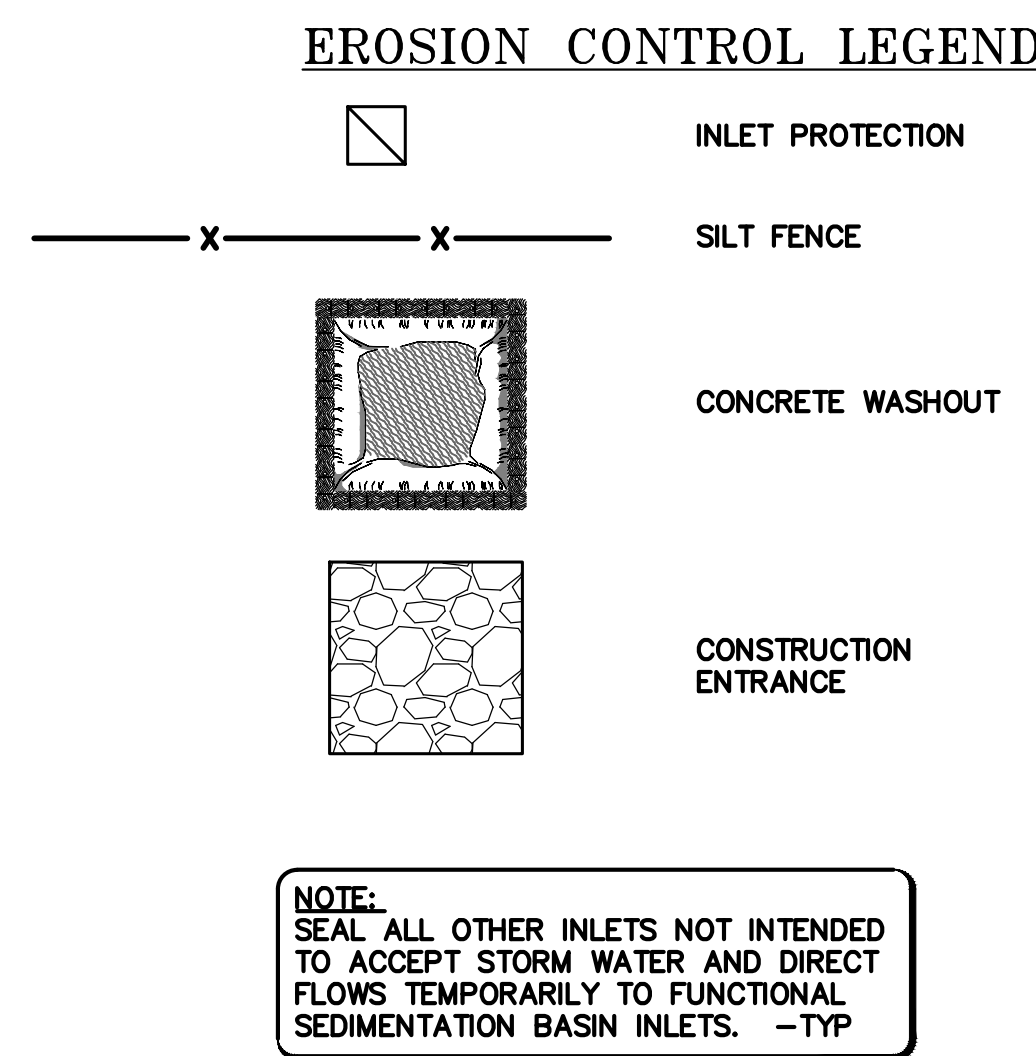 EROSION CONTROL LEGEND
INLET PROTECTION
X X
SILT FENCE
CONCRETE WASHOUT
CONSTRUCTION
ENTRANCE
NOTE:
SEAL ALL OTHER INLETS NOT INTENDED
TO ACCEPT STORM WATER AND DIRECT
FLOWS TEMPORARILY TO FUNCTIONAL
SEDIMENTATION BASIN INLETS. -TYP